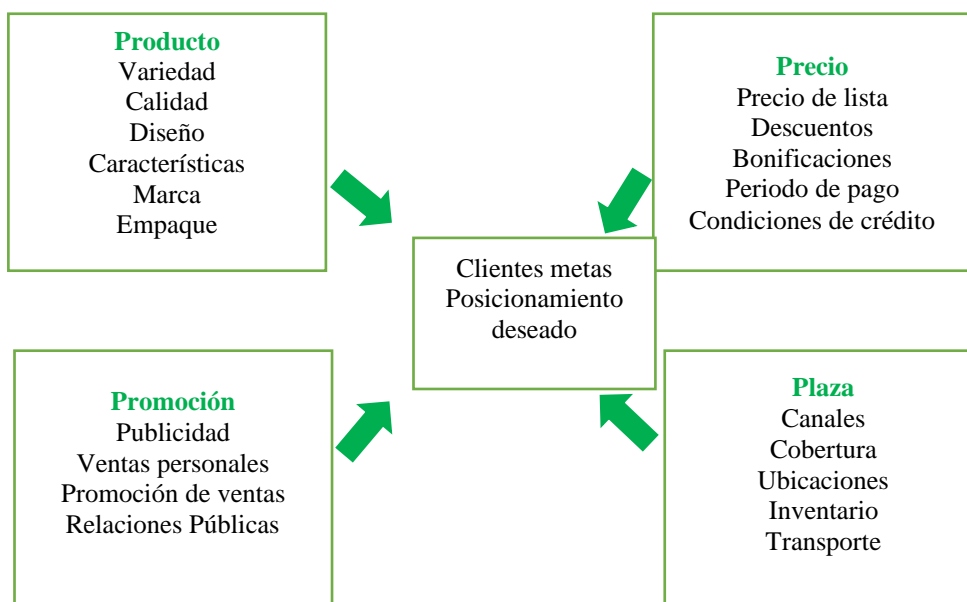 Producto
Variedad
Calidad
Diseño
Característícas
Marca
Empaque
Precio
Precio de lista
Descuentos
Bonificaciones
Periodo de pago
Condiciones de crédito
Clientes metas
Posicionamiento
deseado
Promoción
Publicidad
Ventas personales
Promoción de ventas
Relaciones Públicas
Plaza
Canales
Cobertura
Ubicaciones
Inventario
Transporte